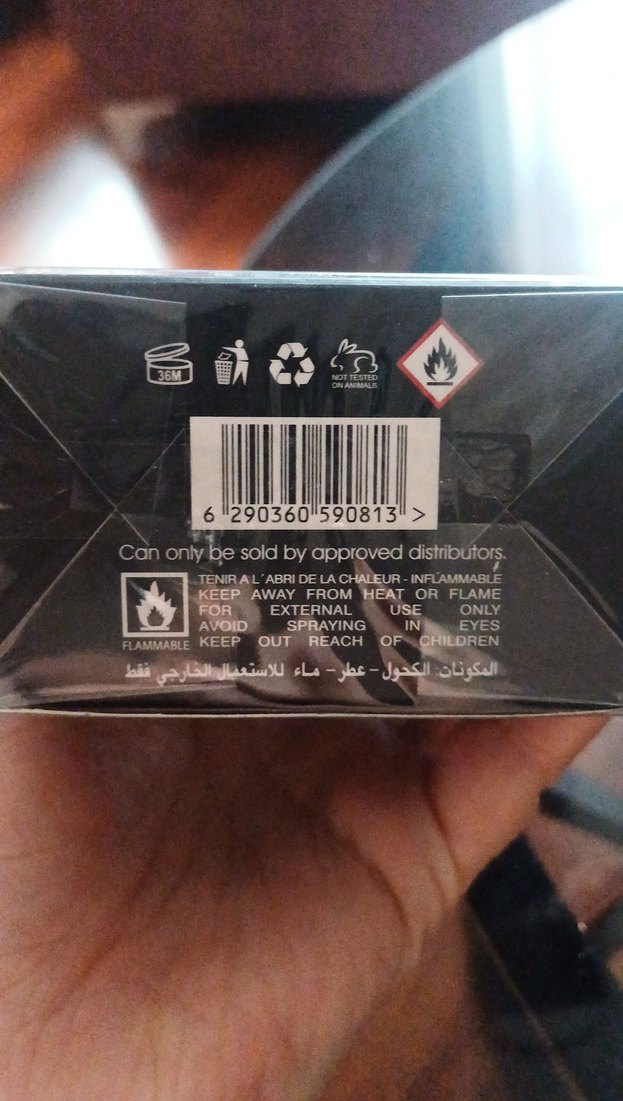 36M
NOT TESTED
ON ANIMALS
6 290360 590813 >
Can only be sold by approved distributors.
TENIR A L´ABRI DE LA CHALEUR - INFLAMMABLE
KEEP AWAY FROM HEAT OR FLAME
FOR EXTERNAL USE ONLY
AVOID SPRAYING IN EYES
KEEP OUT REACH OF CHILDREN
FLAMMABLE
المكونات: الكحول – عطر – ماء للاستعمال الخارجي فقط